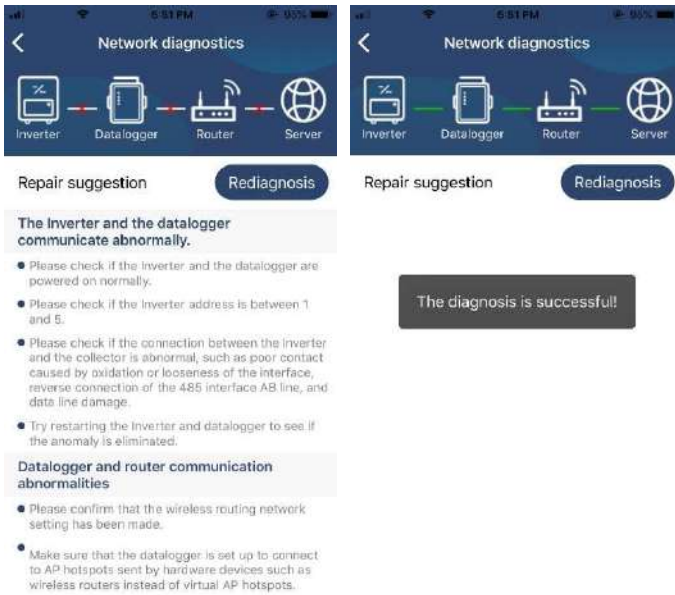 6:51 PM
95%
Network diagnostics
Inverter
Datalogger
Router
Server
Repair suggestion
Rediagnosis
The Inverter and the datalogger
communicate abnormally.
Please check if the Inverter and the datalogger are
powered on normally.
Please check if the Inverter address is between 1
and 5.
Please check if the connection between the Inverter
and the collector is abnormal, such as poor contact
caused by oxidation or looseness of the interface,
reverse connection of the 485 interface AB line, and
data line damage.
Try restarting the Inverter and datalogger to see if
the anomaly is eliminated.
Datalogger and router communication
abnormalities
Please confirm that the wireless routing network
setting has been made.
Make sure that the datalogger is set up to connect
to AP hotspots sent by hardware devices such as
wireless routers instead of virtual AP hotspots.
6:51 PM
95%
Network diagnostics
Inverter
Datalogger
Router
Server
Repair suggestion
Rediagnosis
The diagnosis is successful!